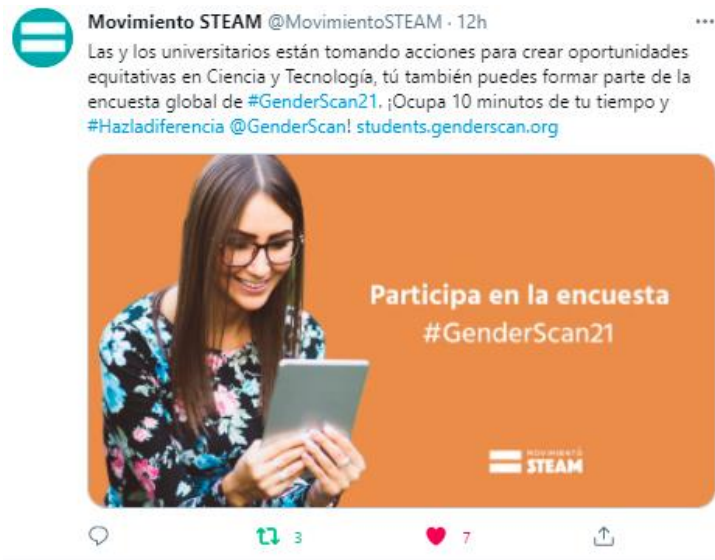 Movimiento STEAM @MovimientoSTEAM · 12h
Las y los universitarios están tomando acciones para crear oportunidades
equitativas en Ciencia y Tecnología, tú también puedes formar parte de la
encuesta global de #GenderScan21. ¡Ocupa 10 minutos de tu tiempo y
#Hazladiferencia @GenderScan! students.genderscan.org
Participa en la encuesta
#GenderScan21
MOVIMIENTO
STEAM
3 7